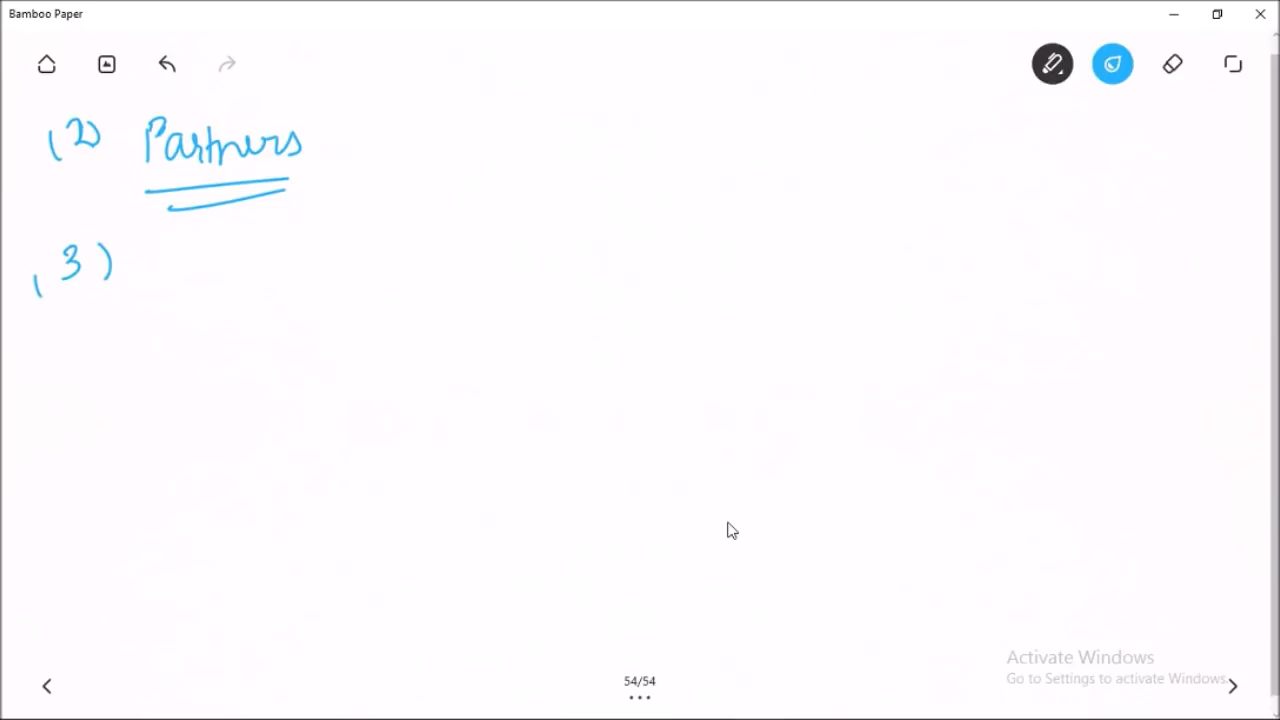 Bamboo Paper
(2) Partners
(3)
Activate Windows
Go to Settings to activate Windows.
54/54